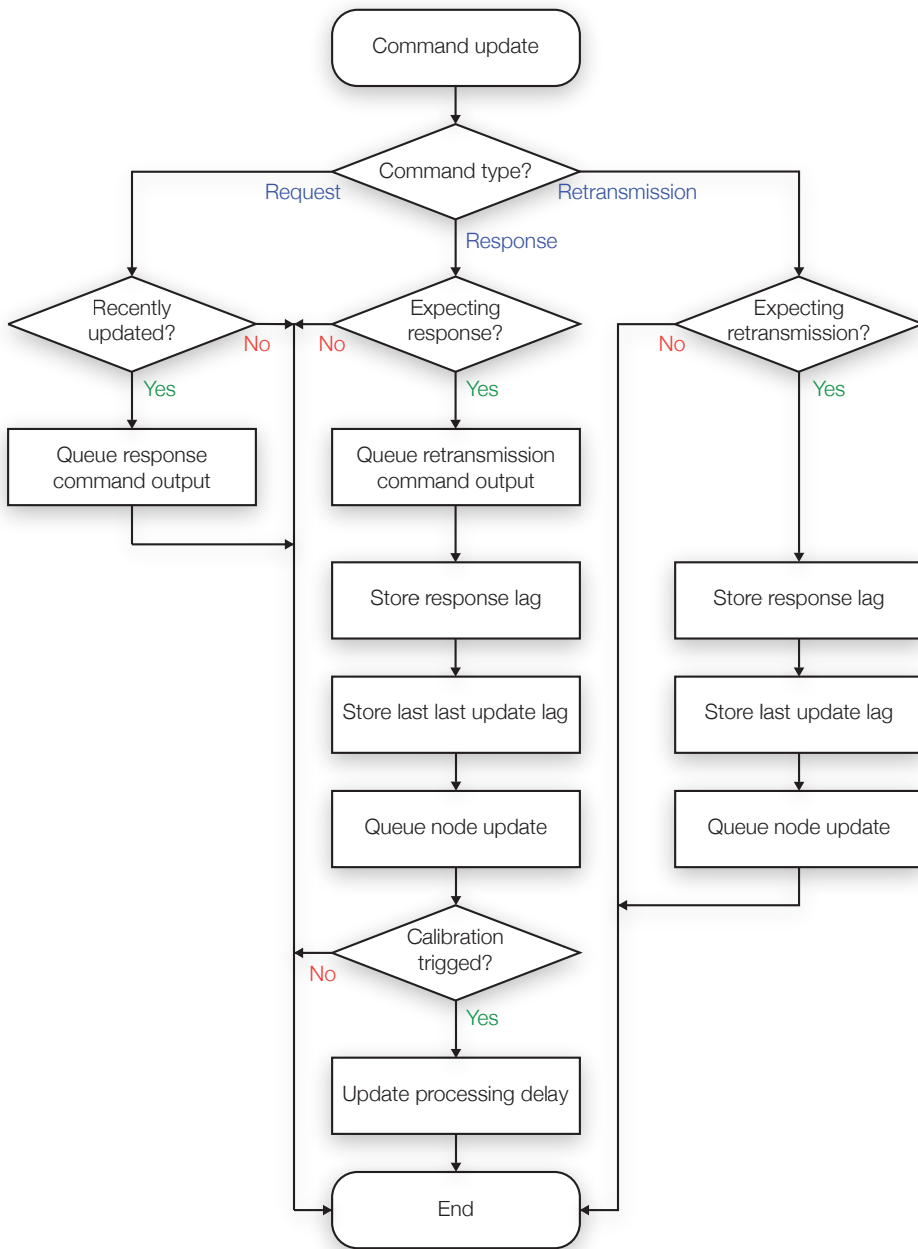 Command update
Command type?
Request
Retransmission
Response
Recently
updated?
No
Yes
Expecting
response?
No
Yes
Expecting
retransmission?
No
Yes
Queue response
command output
Queue retransmission
command output
Store response lag
Store response lag
Store last last update lag
Store last update lag
Queue node update
Queue node update
Calibration
trigged?
No
Yes
Update processing delay
End